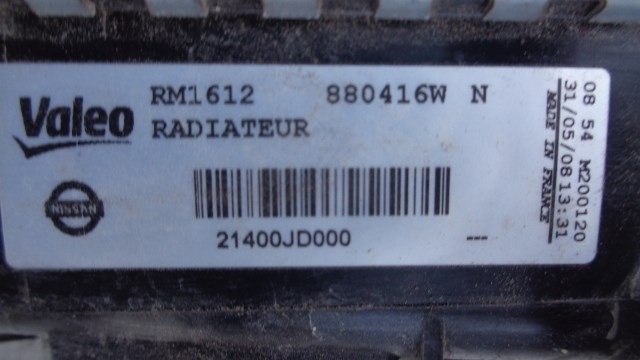 Valeo
RM1612 880416W N
RADIATEUR
NISSAN
21400JD000 ---
08 54 M200120
31/05/08 13:31
MADE IN FRANCE